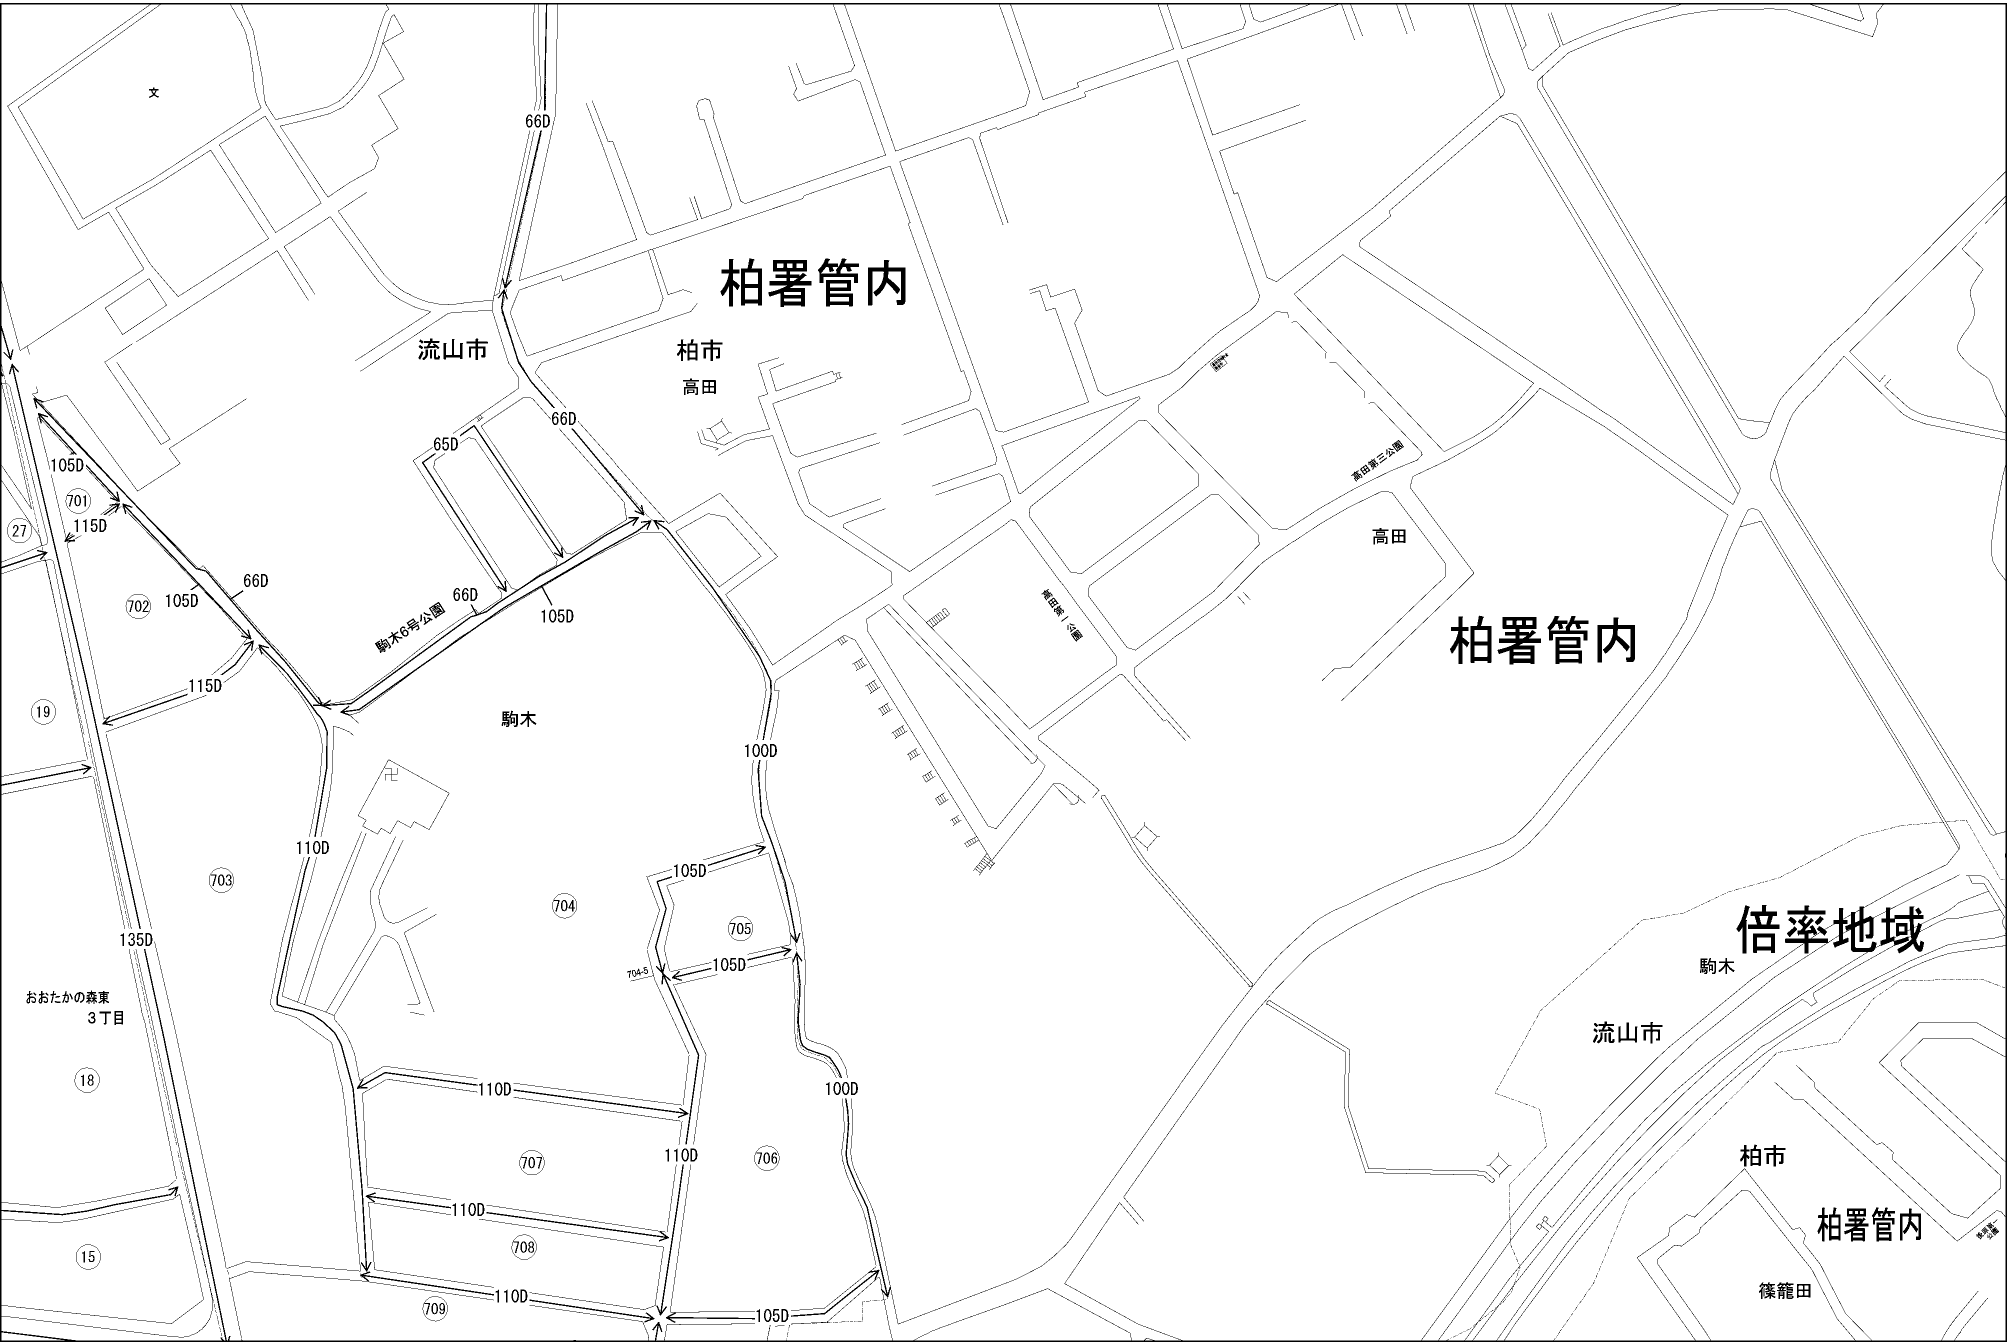 文
66D
柏署管内
流山市
柏市
高田
66D
65D
105D
701
27
115D
高田第三公園
高田
702
105D
66D
66D
105D
駒木6号公園
高田第一公園
柏署管内
115D
19
駒木
100D
110D
703
704
105D
705
105D
704-5
135D
倍率地域
駒木
おおたかの森東
3丁目
流山市
18
110D
100D
707
110D
706
柏市
110D
708
柏署管内
15
110D
709
105D
篠籠田